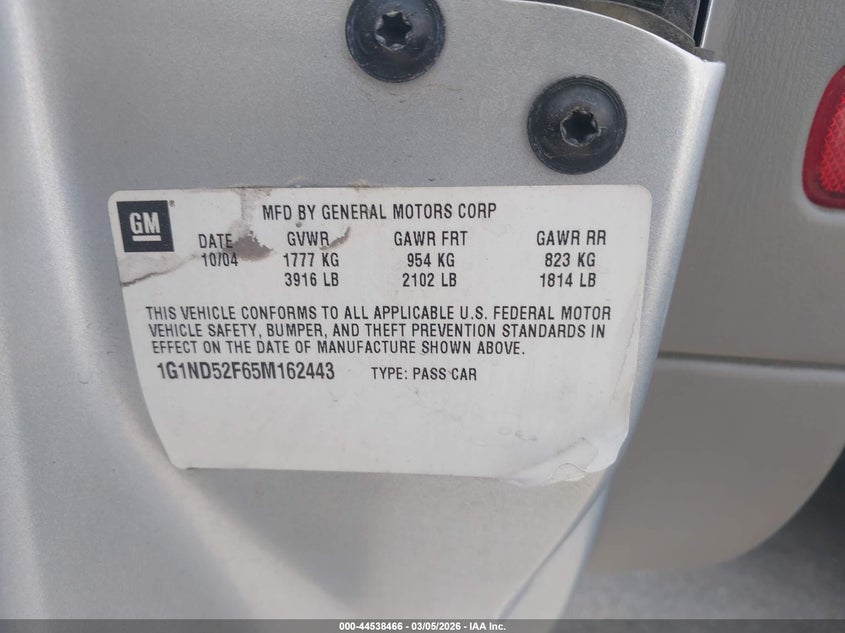 GM
MFD BY GENERAL MOTORS CORP
DATE GVWR GAWR FRT GAWR RR
10/04 1777 KG 954 KG 823 KG
3916 LB 2102 LB 1814 LB
THIS VEHICLE CONFORMS TO ALL APPLICABLE U.S. FEDERAL MOTOR
VEHICLE SAFETY, BUMPER, AND THEFT PREVENTION STANDARDS IN
EFFECT ON THE DATE OF MANUFACTURE SHOWN ABOVE.
1G1ND52F65M162443 TYPE: PASS CAR
000-44538466 - 03/05/2026 - IAA Inc.